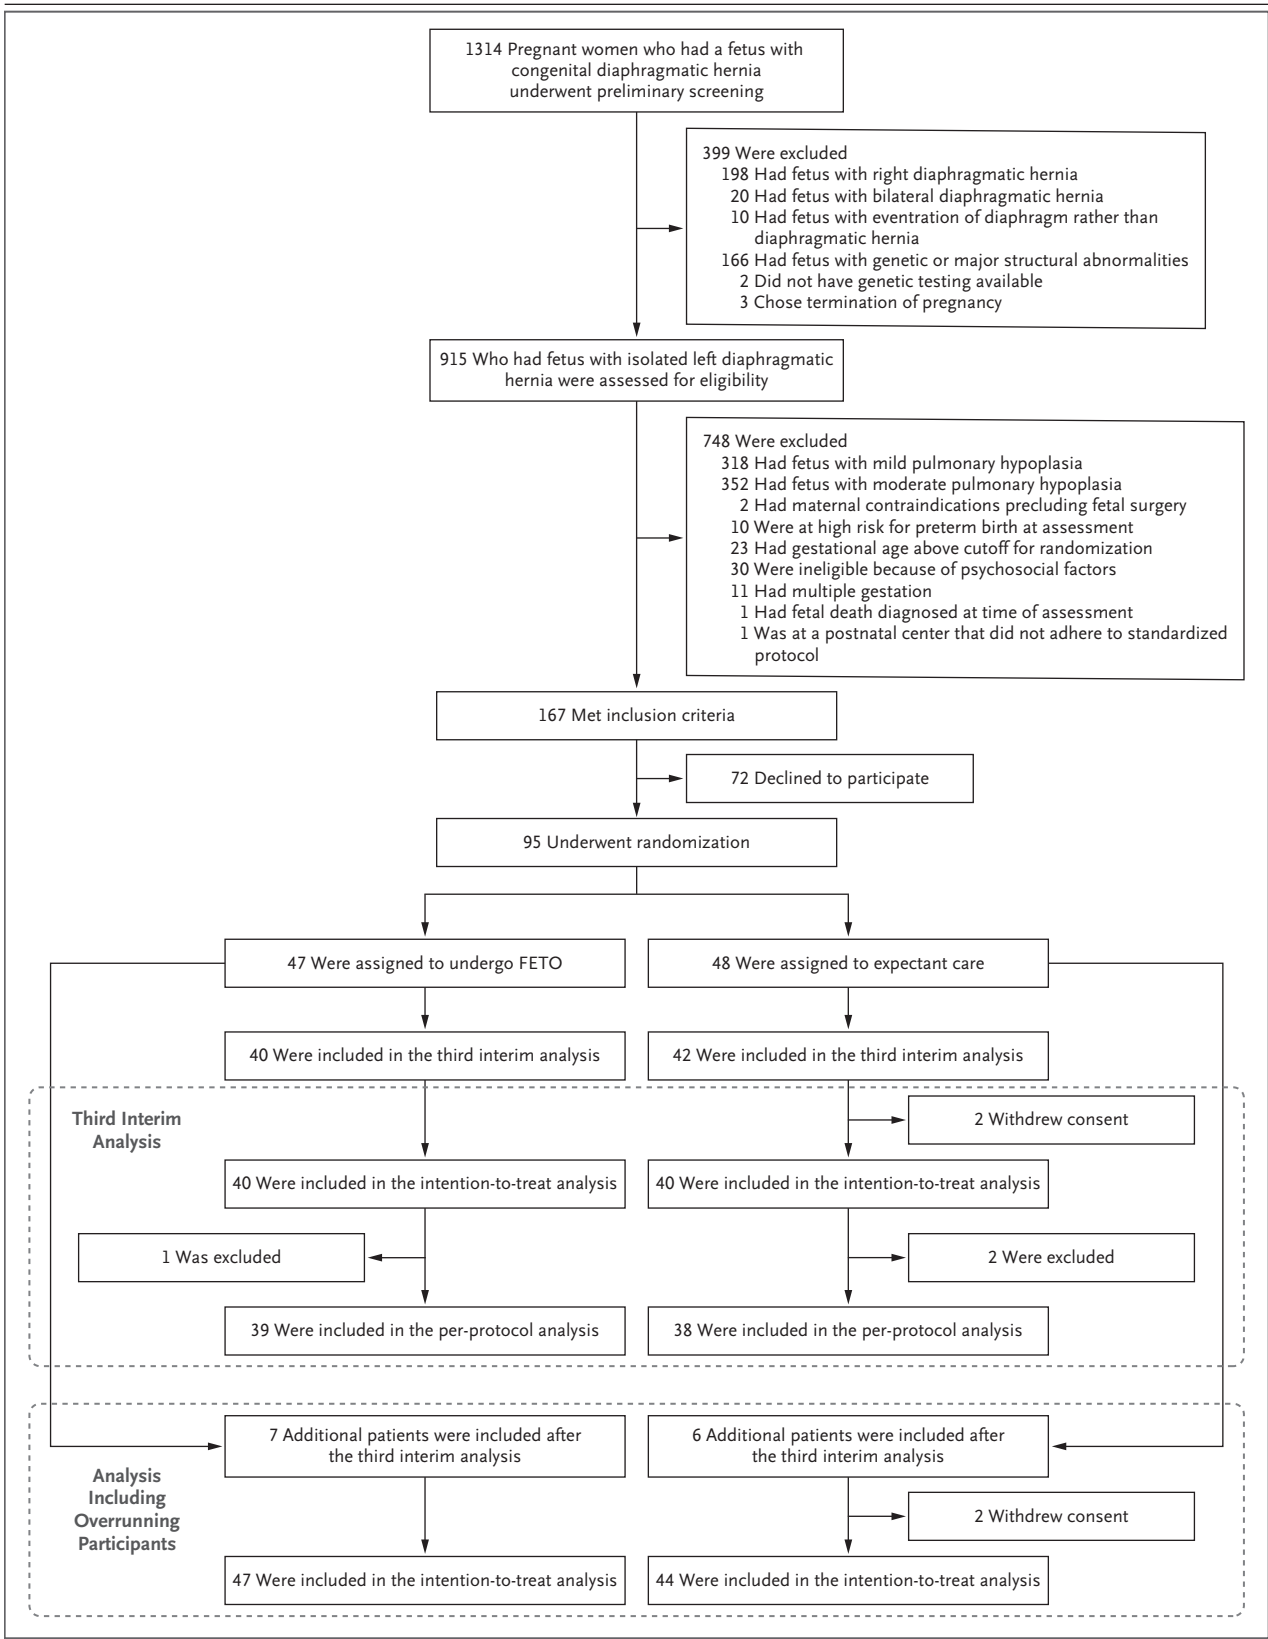 1314 Pregnant women who had a fetus with
congenital diaphragmatic hernia
underwent preliminary screening
399 Were excluded
198 Had fetus with right diaphragmatic hernia
20 Had fetus with bilateral diaphragmatic hernia
10 Had fetus with eventration of diaphragm rather than
diaphragmatic hernia
166 Had fetus with genetic or major structural abnormalities
2 Did not have genetic testing available
3 Chose termination of pregnancy
915 Who had fetus with isolated left diaphragmatic
hernia were assessed for eligibility
748 Were excluded
318 Had fetus with mild pulmonary hypoplasia
352 Had fetus with moderate pulmonary hypoplasia
2 Had maternal contraindications precluding fetal surgery
10 Were at high risk for preterm birth at assessment
23 Had gestational age above cutoff for randomization
30 Were ineligible because of psychosocial factors
11 Had multiple gestation
1 Had fetal death diagnosed at time of assessment
1 Was at a postnatal center that did not adhere to standardized
protocol
167 Met inclusion criteria
72 Declined to participate
95 Underwent randomization
47 Were assigned to undergo FETO
48 Were assigned to expectant care
40 Were included in the third interim analysis
42 Were included in the third interim analysis
Third Interim
Analysis
2 Withdrew consent
40 Were included in the intention-to-treat analysis
40 Were included in the intention-to-treat analysis
1 Was excluded
2 Were excluded
39 Were included in the per-protocol analysis
38 Were included in the per-protocol analysis
7 Additional patients were included after
the third interim analysis
6 Additional patients were included after
the third interim analysis
Analysis
Including
Overrunning
Participants
2 Withdrew consent
47 Were included in the intention-to-treat analysis
44 Were included in the intention-to-treat analysis